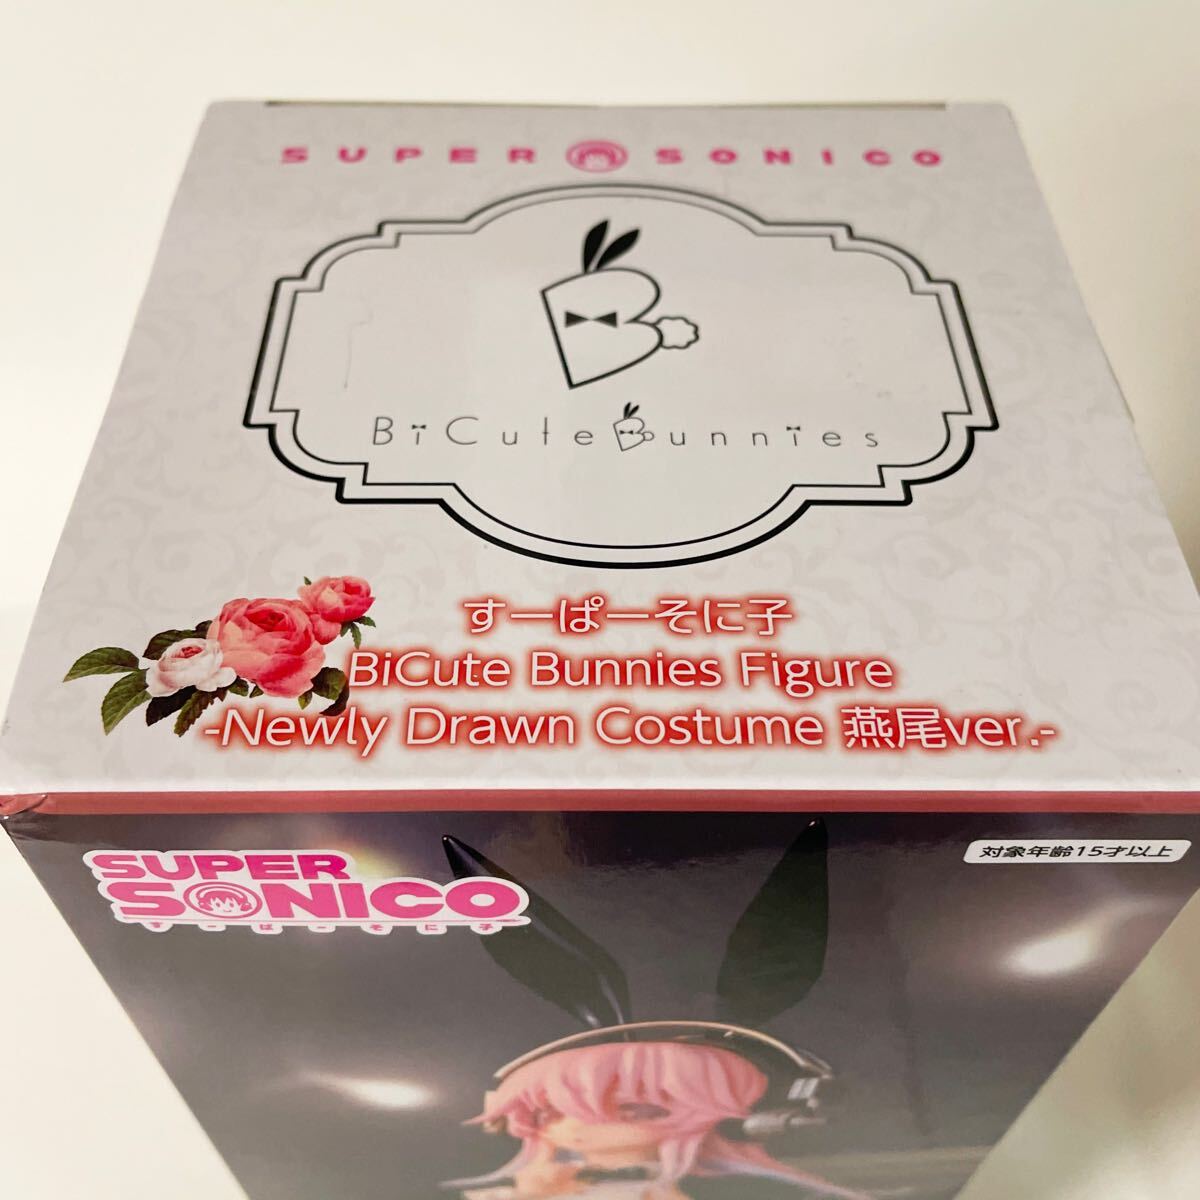 SUPER SONICO
BiCute Bunnies
すーぱーそに子
BiCute Bunnies Figure
-Newly Drawn Costume 燕尾ver.-
SUPER
SONICO
すーぱーそに子
対象年齢15才以上